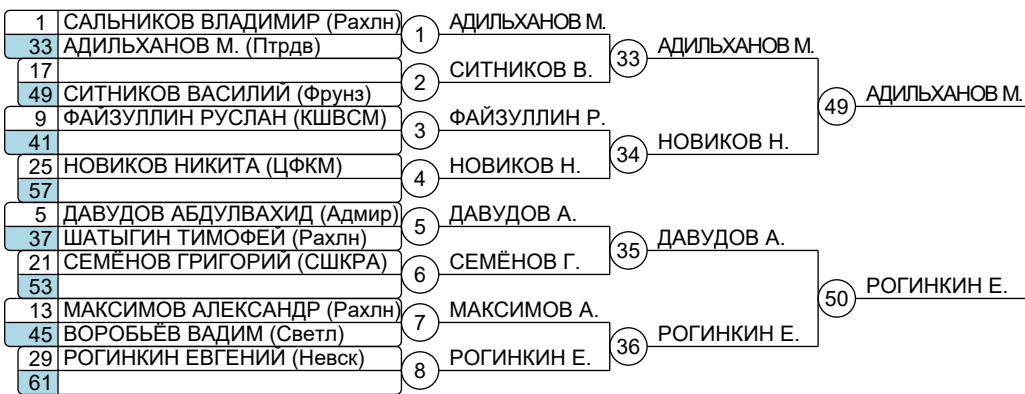 1 САЛЬНИКОВ ВЛАДИМИР (Рахлн)
33 АДИЛЬХАНОВ М. (Птрдв)
17
49 СИТНИКОВ ВАСИЛИЙ (Фрунз)
9 ФАЙЗУЛЛИН РУСЛАН (КШВСМ)
41
25 НОВИКОВ НИКИТА (ЦФКМ)
57
5 ДАВУДОВ АБДУЛВАХИД (Адмир)
37 ШАТЫГИН ТИМОФЕЙ (Рахлн)
21 СЕМЁНОВ ГРИГОРИЙ (СШКРА)
53
13 МАКСИМОВ АЛЕКСАНДР (Рахлн)
45 ВОРОБЬЁВ ВАДИМ (Светл)
29 РОГИНКИН ЕВГЕНИЙ (Невск)
61
1 АДИЛЬХАНОВ М.
2 СИТНИКОВ В.
3 ФАЙЗУЛЛИН Р.
4 НОВИКОВ Н.
5 ДАВУДОВ А.
6 СЕМЁНОВ Г.
7 МАКСИМОВ А.
8 РОГИНКИН Е.
33 АДИЛЬХАНОВ М.
34 НОВИКОВ Н.
35 ДАВУДОВ А.
36 РОГИНКИН Е.
49 АДИЛЬХАНОВ М.
50 РОГИНКИН Е.